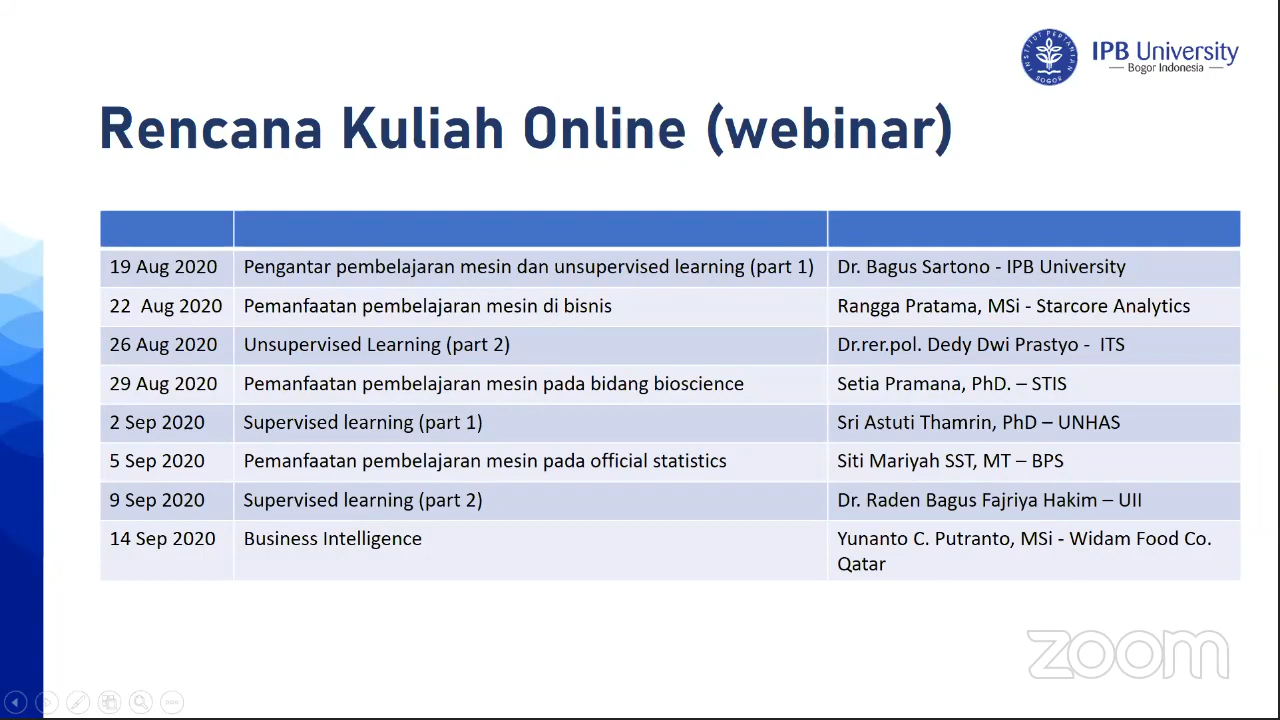 INSTITUT PERTANIAN
BOGOR
IPB University
Bogor Indonesia
Rencana Kuliah Online (webinar)
19 Aug 2020 Pengantar pembelajaran mesin dan unsupervised learning (part 1) Dr. Bagus Sartono - IPB University
22 Aug 2020 Pemanfaatan pembelajaran mesin di bisnis Rangga Pratama, MSi - Starcore Analytics
26 Aug 2020 Unsupervised Learning (part 2) Dr.rer.pol. Dedy Dwi Prastyo - ITS
29 Aug 2020 Pemanfaatan pembelajaran mesin pada bidang bioscience Setia Pramana, PhD. – STIS
2 Sep 2020 Supervised learning (part 1) Sri Astuti Thamrin, PhD – UNHAS
5 Sep 2020 Pemanfaatan pembelajaran mesin pada official statistics Siti Mariyah SST, MT – BPS
9 Sep 2020 Supervised learning (part 2) Dr. Raden Bagus Fajriya Hakim – UII
14 Sep 2020 Business Intelligence Yunanto C. Putranto, MSi - Widam Food Co.
Qatar
zoom